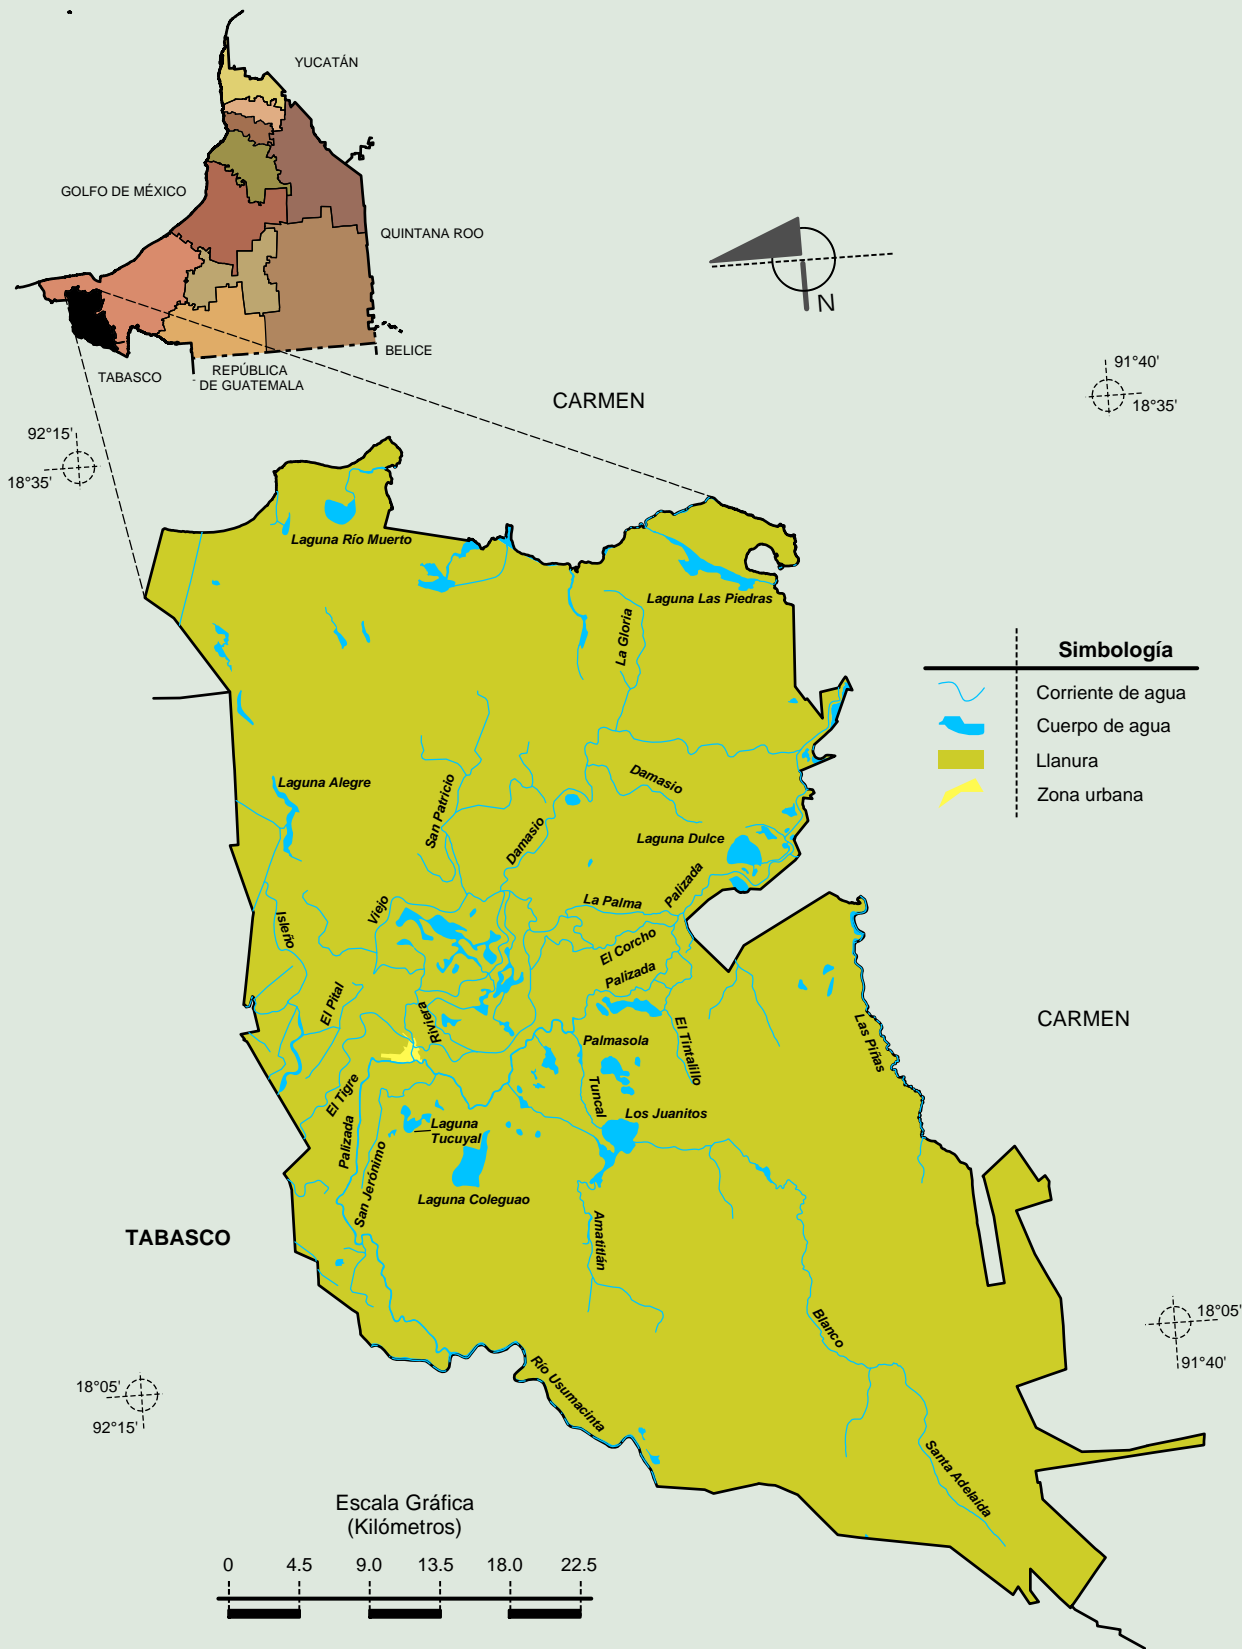 YUCATÁN
GOLFO DE MÉXICO
QUINTANA ROO
BELICE
REPÚBLICA
DE GUATEMALA
TABASCO
N
CARMEN
91°40'
18°35'
92°15'
18°35'
Laguna Río Muerto
Laguna Las Piedras
La Gloria
Simbología
Corriente de agua
Cuerpo de agua
Llanura
Zona urbana
Laguna Alegre
San Patricio
Damasio
Damasio
Laguna Dulce
Palizada
La Palma
Viejo
Isleño
El Corcho
Palizada
El Pital
Riviera
El Tintalillo
Las Piñas
CARMEN
Palmasola
El Tigre
Tuncal
Los Juanitos
Laguna
Tucuyal
Palizada
San Jerónimo
Laguna Coleguao
TABASCO
Amatitlán
Blanco
18°05'
91°40'
18°05'
92°15'
Río Usumacinta
Santa Adelaida
Escala Gráfica
(Kilómetros)
0 4.5 9.0 13.5 18.0 22.5